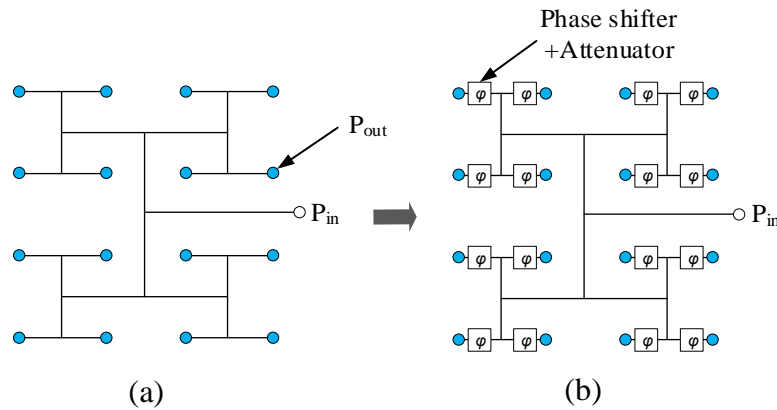 Phase shifter
+Attenuator
φ φ φ φ
P_out
φ φ φ φ
P_in
P_in
φ φ φ φ
φ φ φ φ
(a)
(b)